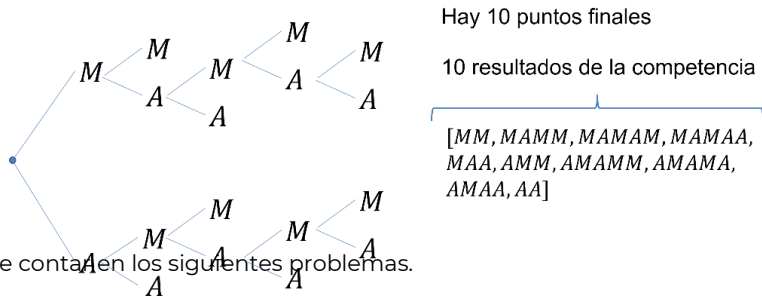 Hay 10 puntos finales
M
M M
10 resultados de la competencia
M M
A
A A
A
[MM, MAMM, MAMAM, MAMAA,
MAA, AMM, AMAMM, AMAMA,
AMAA, AA]
M
M
M
M
A
A
A
e contar en los siguientes problemas.
A
A